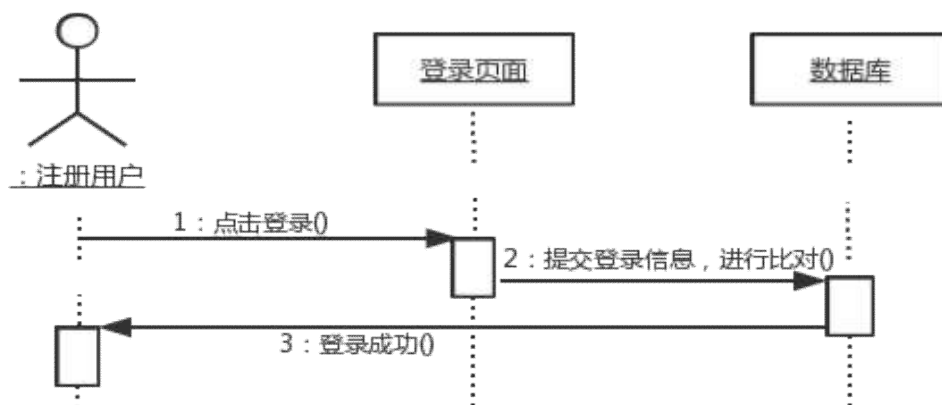 登录页面
数据库
：注册用户
1：点击登录()
2：提交登录信息，进行比对()
3：登录成功()